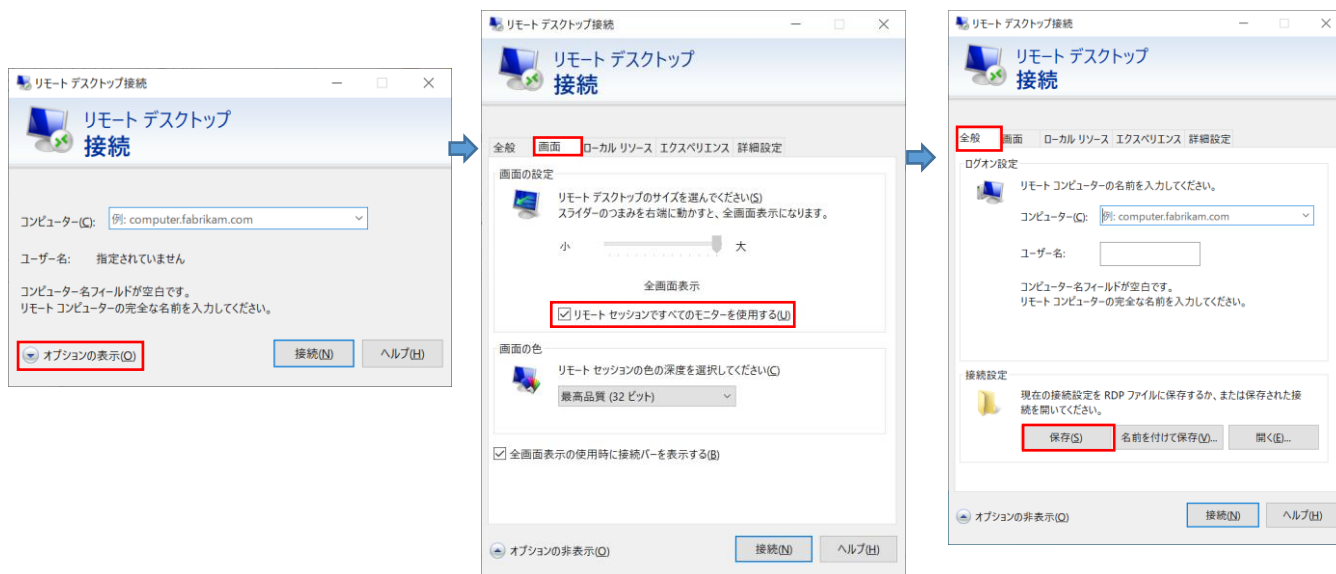 リモート デスクトップ接続
リモート デスクトップ
接続
コンピューター(C):
例: computer.fabrikam.com
ユーザー名:
指定されていません
コンピューター名フィールドが空白です。
リモート コンピューターの完全な名前を入力してください。
オプションの表示(O)
接続(N)
ヘルプ(H)
リモート デスクトップ接続
リモート デスクトップ
接続
全般
画面
ローカル リソース
エクスペリエンス
詳細設定
画面の設定
リモート デスクトップのサイズを選んでください(S)
スライダーのつまみを右端に動かすと、全画面表示になります。
小
大
全画面表示
リモート セッションですべてのモニターを使用する(U)
画面の色
リモート セッションの色の深度を選択してください(C)
最高品質 (32 ビット)
全画面表示の使用時に接続バーを表示する(B)
オプションの非表示(O)
接続(N)
ヘルプ(H)
リモート デスクトップ接続
リモート デスクトップ
接続
全般
画面
ローカル リソース
エクスペリエンス
詳細設定
ログオン設定
リモート コンピューターの名前を入力してください。
コンピューター(C):
例: computer.fabrikam.com
ユーザー名:
コンピューター名フィールドが空白です。
リモート コンピューターの完全な名前を入力してください。
接続設定
現在の接続設定を RDP ファイルに保存するか、または保存された接
続を開いてください。
保存(S)
名前を付けて保存(V)...
開く(E)...
オプションの非表示(O)
接続(N)
ヘルプ(H)